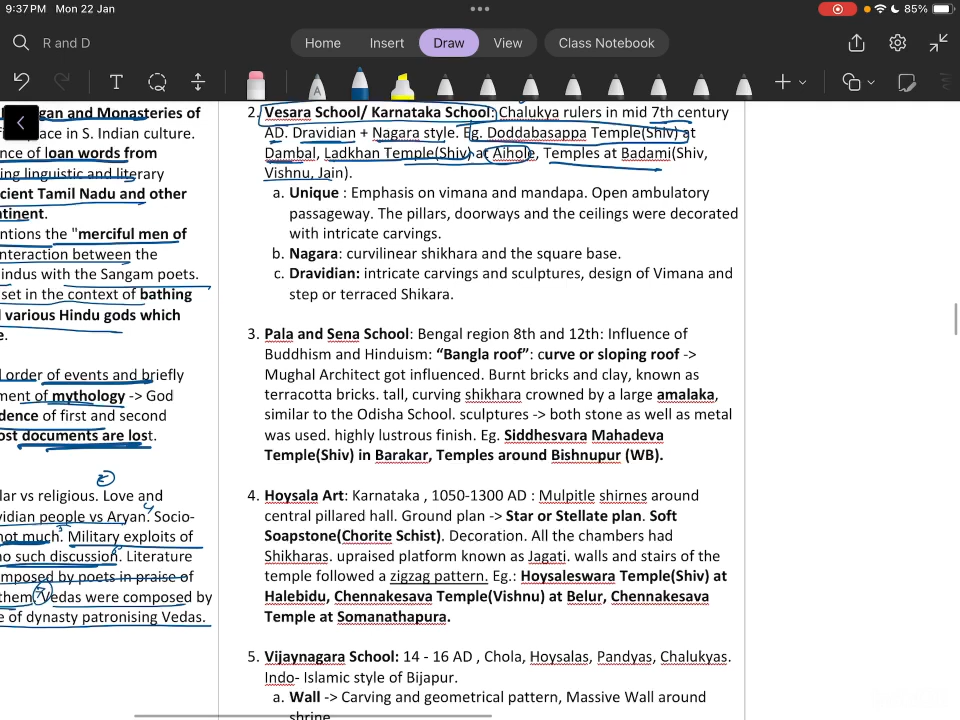 9:37 PM Mon 22 Jan
85%
R and D
Home Insert Draw View Class Notebook
T
A
gan and Monasteries of
ace in S. Indian culture.
nce of loan words from
ing linguistic and literary
cient Tamil Nadu and other
tinent.
ntions the "merciful men of
nteraction between the
indus with the Sangam poets.
set in the context of bathing
l various Hindu gods which
e.
l order of events and briefly
ment of mythology -> God
dence of first and second
ost documents are lost.
lar vs religious. Love and
vidian people vs Aryan. Socio-
not much. Military exploits of
no such discussion. Literature
mposed by poets in praise of
them. Vedas were composed by
e of dynasty patronising Vedas.
2. Vesara School/ Karnataka School: Chalukya rulers in mid 7th century
AD. Dravidian + Nagara style. Eg. Doddabasappa Temple(Shiv) at
Dambal, Ladkhan Temple(Shiv) at Aihole, Temples at Badami(Shiv,
Vishnu, Jain).
a. Unique : Emphasis on vimana and mandapa. Open ambulatory
passageway. The pillars, doorways and the ceilings were decorated
with intricate carvings.
b. Nagara: curvilinear shikhara and the square base.
c. Dravidian: intricate carvings and sculptures, design of Vimana and
step or terraced Shikara.
3. Pala and Sena School: Bengal region 8th and 12th: Influence of
Buddhism and Hinduism: “Bangla roof”: curve or sloping roof ->
Mughal Architect got influenced. Burnt bricks and clay, known as
terracotta bricks. tall, curving shikhara crowned by a large amalaka,
similar to the Odisha School. sculptures -> both stone as well as metal
was used. highly lustrous finish. Eg. Siddhesvara Mahadeva
Temple(Shiv) in Barakar, Temples around Bishnupur (WB).
4. Hoysala Art: Karnataka , 1050-1300 AD : Mulpitle shirnes around
central pillared hall. Ground plan -> Star or Stellate plan. Soft
Soapstone(Chorite Schist). Decoration. All the chambers had
Shikharas. upraised platform known as Jagati. walls and stairs of the
temple followed a zigzag pattern. Eg.: Hoysaleswara Temple(Shiv) at
Halebidu, Chennakesava Temple(Vishnu) at Belur, Chennakesava
Temple at Somanathapura.
5. Vijaynagara School: 14 - 16 AD , Chola, Hoysalas, Pandyas, Chalukyas.
Indo- Islamic style of Bijapur.
a. Wall -> Carving and geometrical pattern, Massive Wall around
shrine